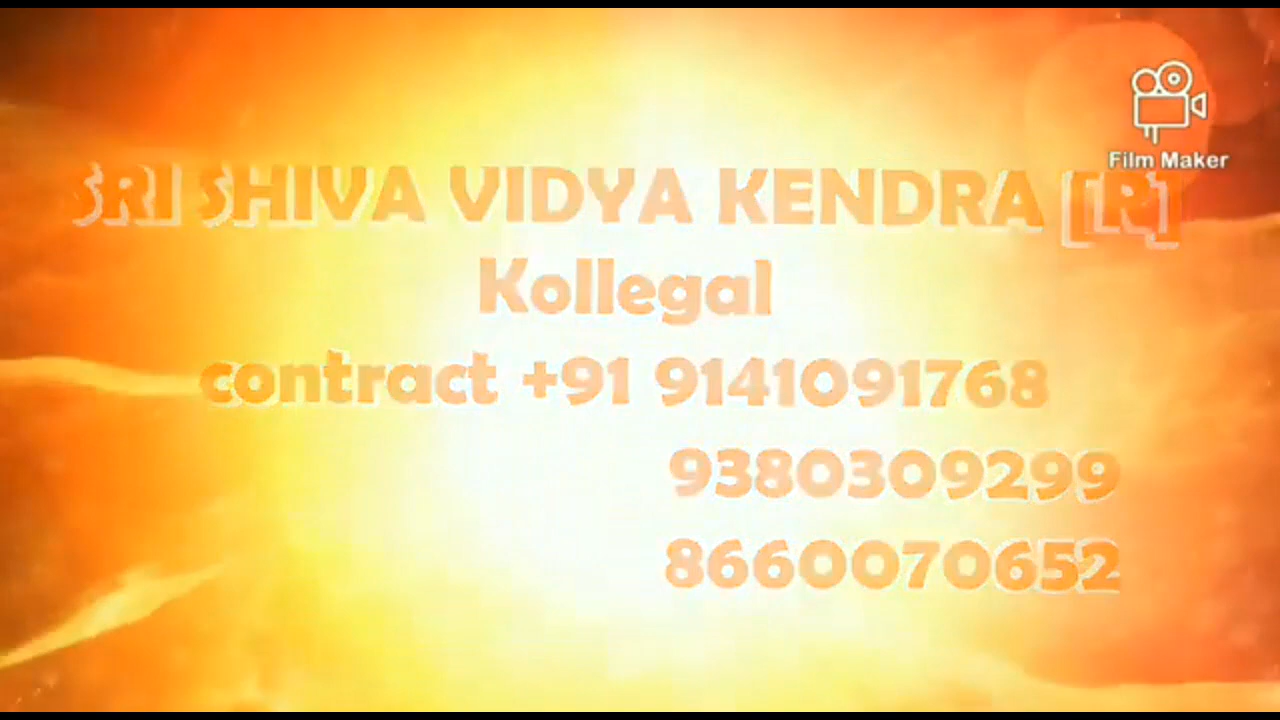 Film Maker
SRI SHIVA VIDYA KENDRA [R]
Kollegal
contract +91 9141091768
9380309299
8660070652